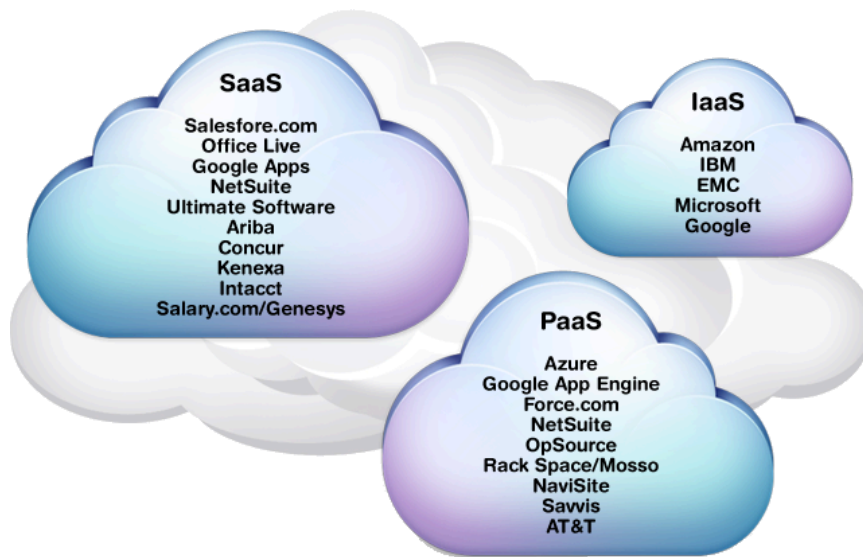 SaaS
Salesfore.com
Office Live
Google Apps
NetSuite
Ultimate Software
Ariba
Concur
Kenexa
Intacct
Salary.com/Genesys
IaaS
Amazon
IBM
EMC
Microsoft
Google
PaaS
Azure
Google App Engine
Force.com
NetSuite
OpSource
Rack Space/Mosso
NaviSite
Savvis
AT&T